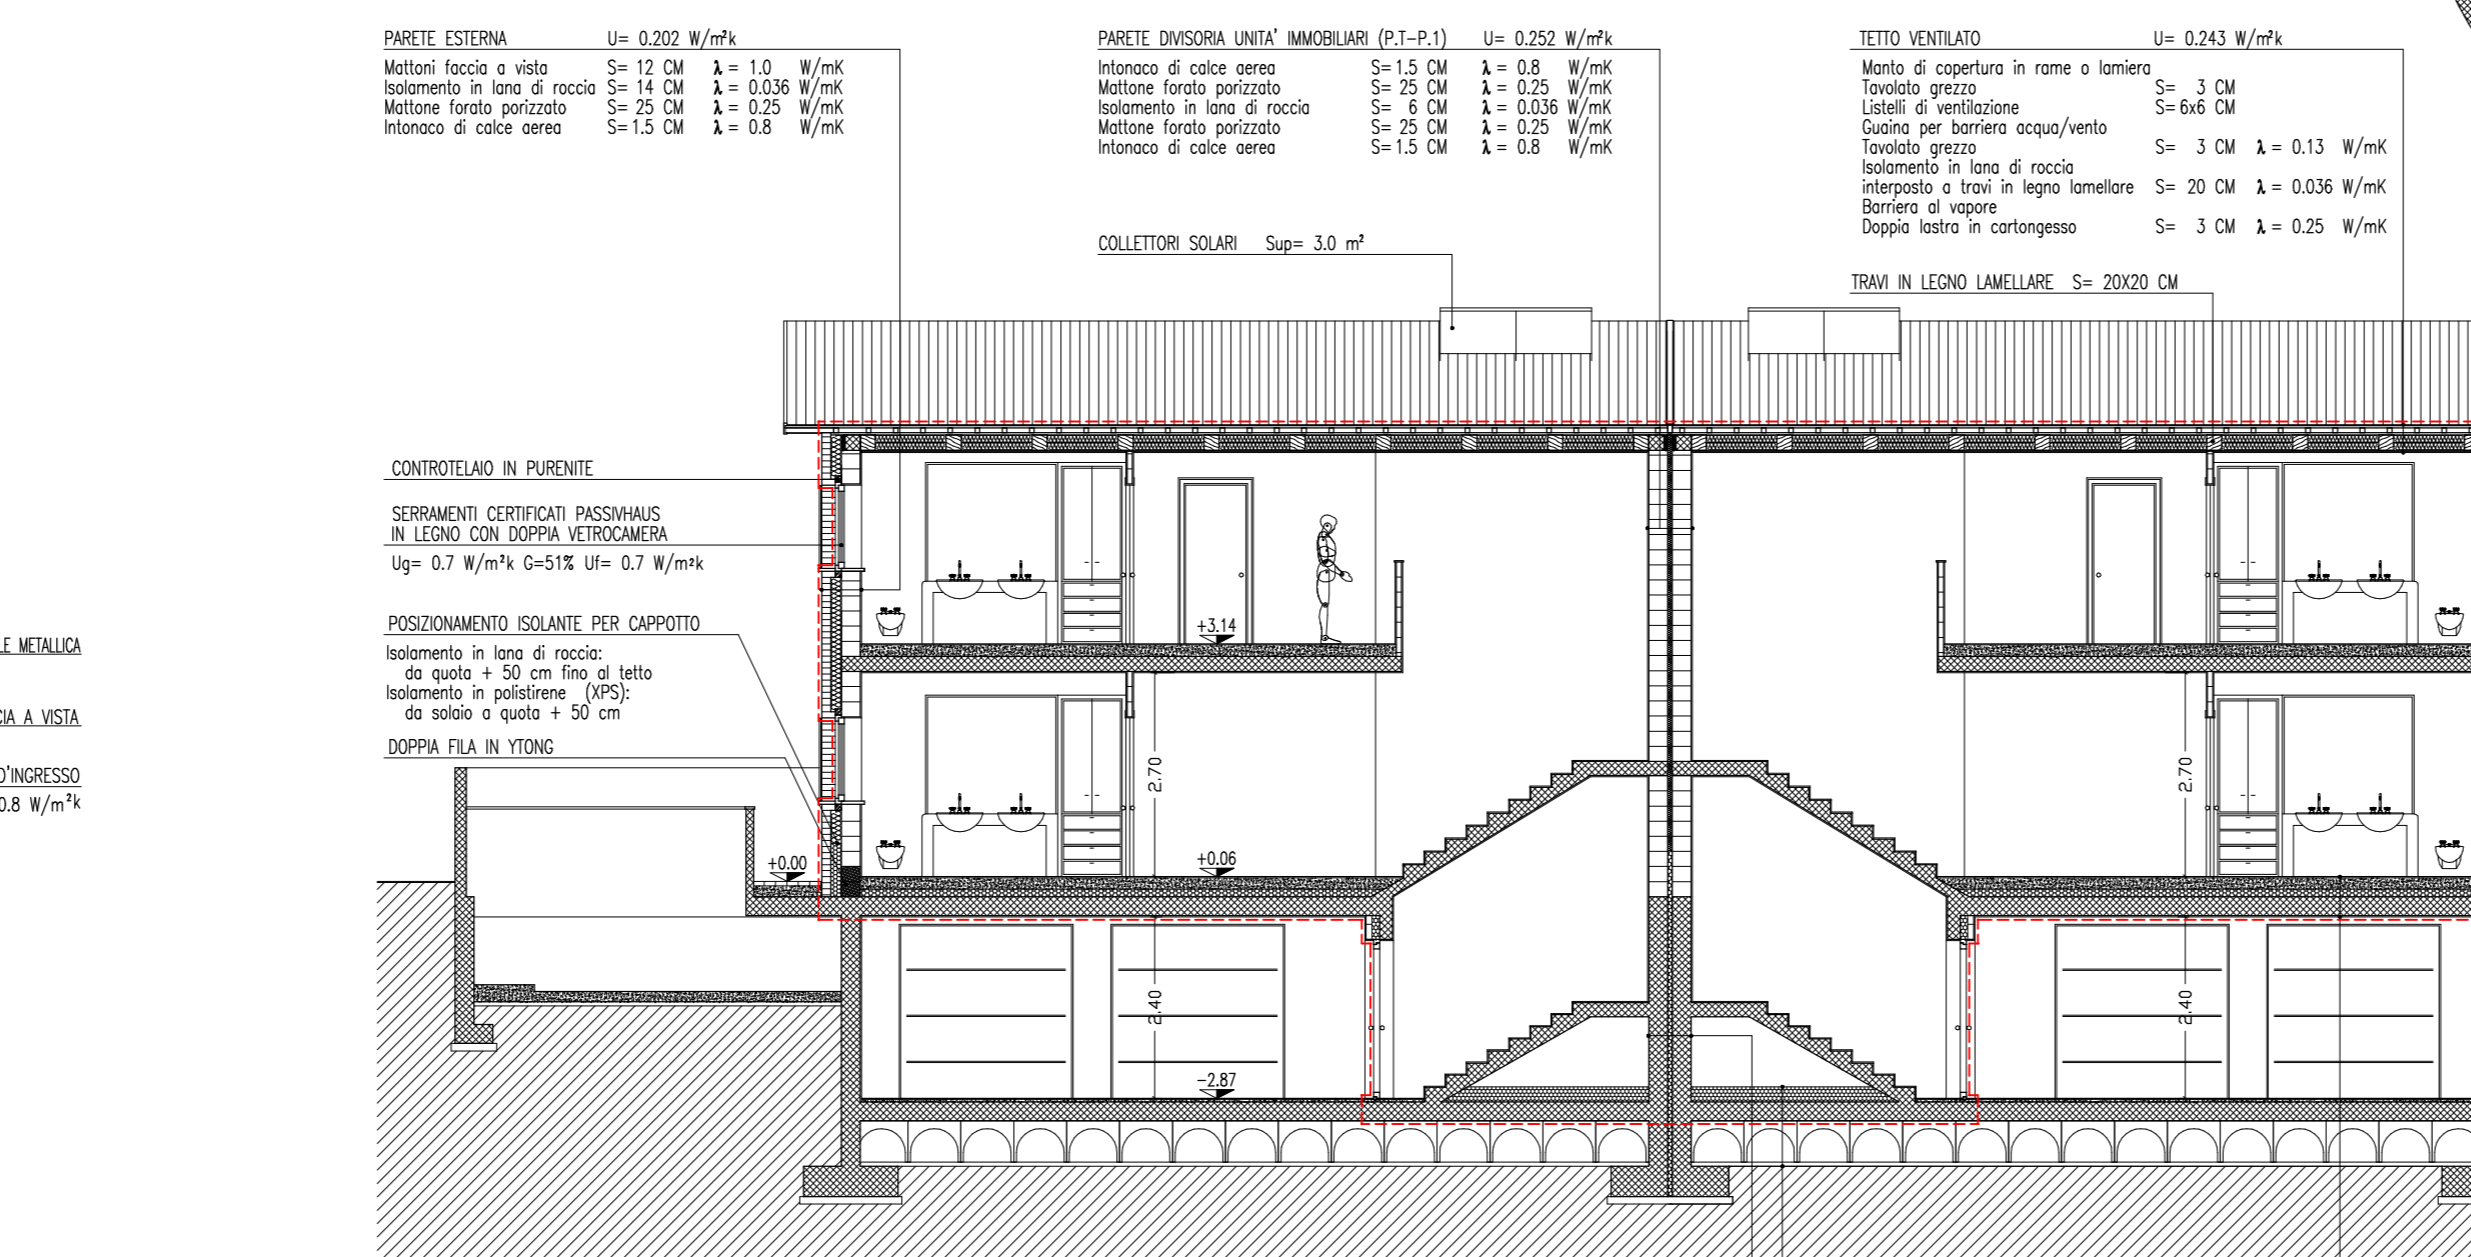 PARETE ESTERNA U= 0.202 W/m²k
Mattoni faccia a vista S= 12 CM λ = 1.0 W/mK
Isolamento in lana di roccia S= 14 CM λ = 0.036 W/mK
Mattone forato porizzato S= 25 CM λ = 0.25 W/mK
Intonaco di calce aerea S= 1.5 CM λ = 0.8 W/mK
PARETE DIVISORIA UNITA' IMMOBILIARI (P.T-P.1) U= 0.252 W/m²k
Intonaco di calce aerea S= 1.5 CM λ = 0.8 W/mK
Mattone forato porizzato S= 25 CM λ = 0.25 W/mK
Isolamento in lana di roccia S= 6 CM λ = 0.036 W/mK
Mattone forato porizzato S= 25 CM λ = 0.25 W/mK
Intonaco di calce aerea S= 1.5 CM λ = 0.8 W/mK
TETTO VENTILATO U= 0.243 W/m²k
Manto di copertura in rame o lamiera
Tavolato grezzo S= 3 CM
Listelli di ventilazione S= 6x6 CM
Guaina per barriera acqua/vento
Tavolato grezzo S= 3 CM λ = 0.13 W/mK
Isolamento in lana di roccia
interposto a travi in legno lamellare S= 20 CM λ = 0.036 W/mK
Barriera al vapore
Doppia lastra in cartongesso S= 3 CM λ = 0.25 W/mK
COLLETTORI SOLARI Sup= 3.0 m²
TRAVI IN LEGNO LAMELLARE S= 20X20 CM
CONTROTELAIO IN PURENITE
SERRAMENTI CERTIFICATI PASSIVHAUS
IN LEGNO CON DOPPIA VETROCAMERA
Ug= 0.7 W/m²k G=51% Uf= 0.7 W/m²k
POSIZIONAMENTO ISOLANTE PER CAPPOTTO
Isolamento in lana di roccia:
da quota + 50 cm fino al tetto
Isolamento in polistirene (XPS):
da solaio a quota + 50 cm
DOPPIA FILA IN YTONG
LE METALLICA
CIA A VISTA
D'INGRESSO
0.8 W/m²k
+3.14
2.70
2.70
+0.00
+0.06
2.40
2.40
-2.87